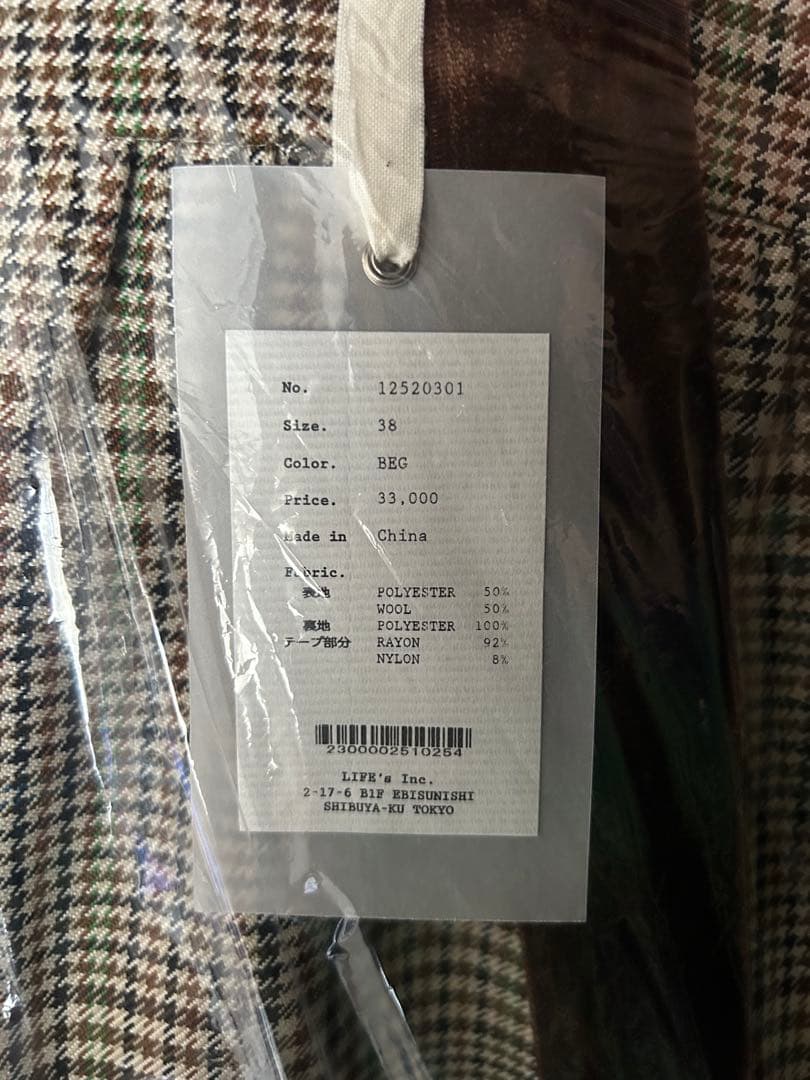 No. 12520301
Size. 38
Color. BEG
Price. 33,000
Made in China
Fabric.
表地 POLYESTER 50%
WOOL 50%
裏地 POLYESTER 100%
テープ部分 RAYON 92%
NYLON 8%
2300002510254
LIFE's Inc.
2-17-6 B1F EBISUNISHI
SHIBUYA-KU TOKYO